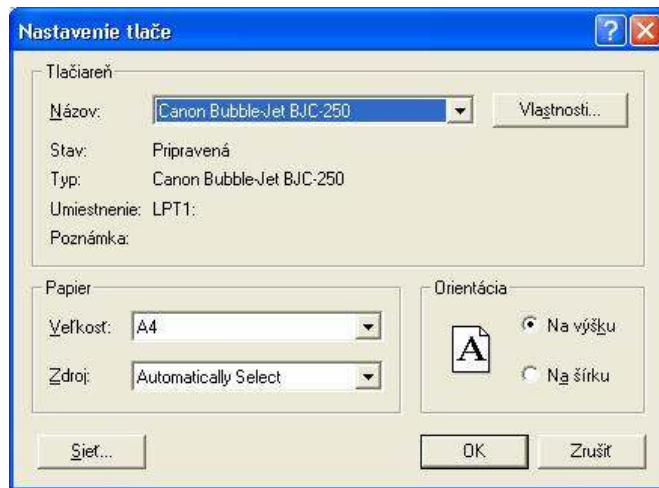 Nastavenie tlače
Tlačiareň
Názov: Canon Bubble-Jet BJC-250 Vlastnosti...
Stav: Pripravená
Typ: Canon Bubble-Jet BJC-250
Umiestnenie: LPT1:
Poznámka:
Papier
Veľkosť: A4
Zdroj: Automatically Select
Orientácia
A
Na výšku
Na šírku
Sieť... OK Zrušiť